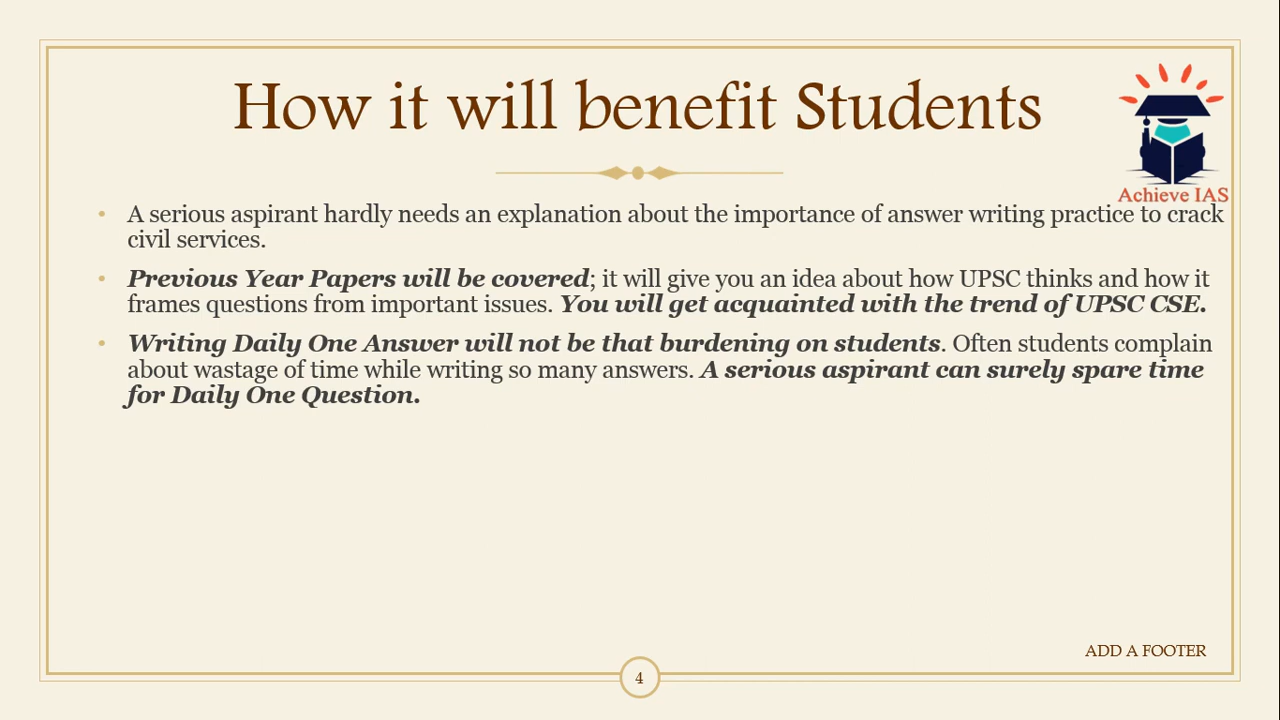 How it will benefit Students
Achieve IAS
• A serious aspirant hardly needs an explanation about the importance of answer writing practice to crack
civil services.
• Previous Year Papers will be covered; it will give you an idea about how UPSC thinks and how it
frames questions from important issues. You will get acquainted with the trend of UPSC CSE.
• Writing Daily One Answer will not be that burdening on students. Often students complain
about wastage of time while writing so many answers. A serious aspirant can surely spare time
for Daily One Question.
ADD A FOOTER
4